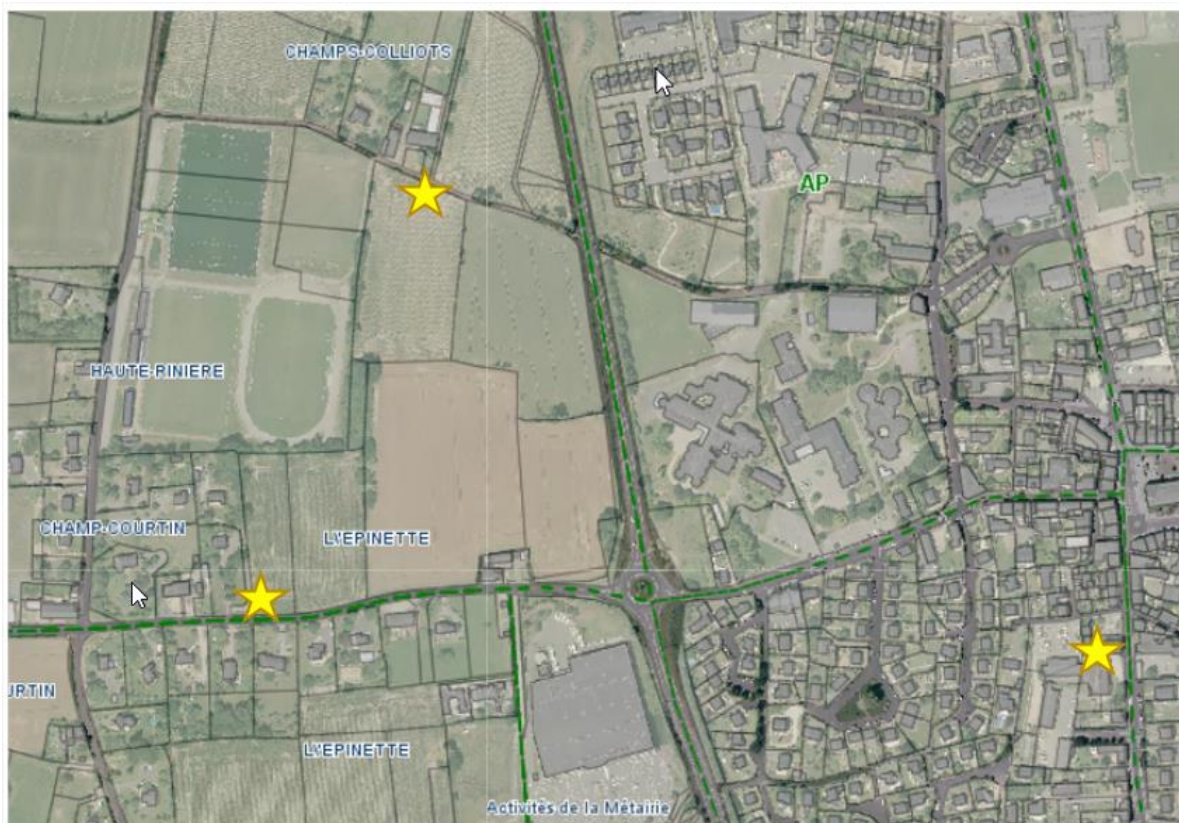 CHAMPS-COLLIOTS
AP
HAUTE-RINIERE
CHAMP-COURTIN
L'EPINETTE
URTIN
L'EPINETTE
Activités de la Métairie